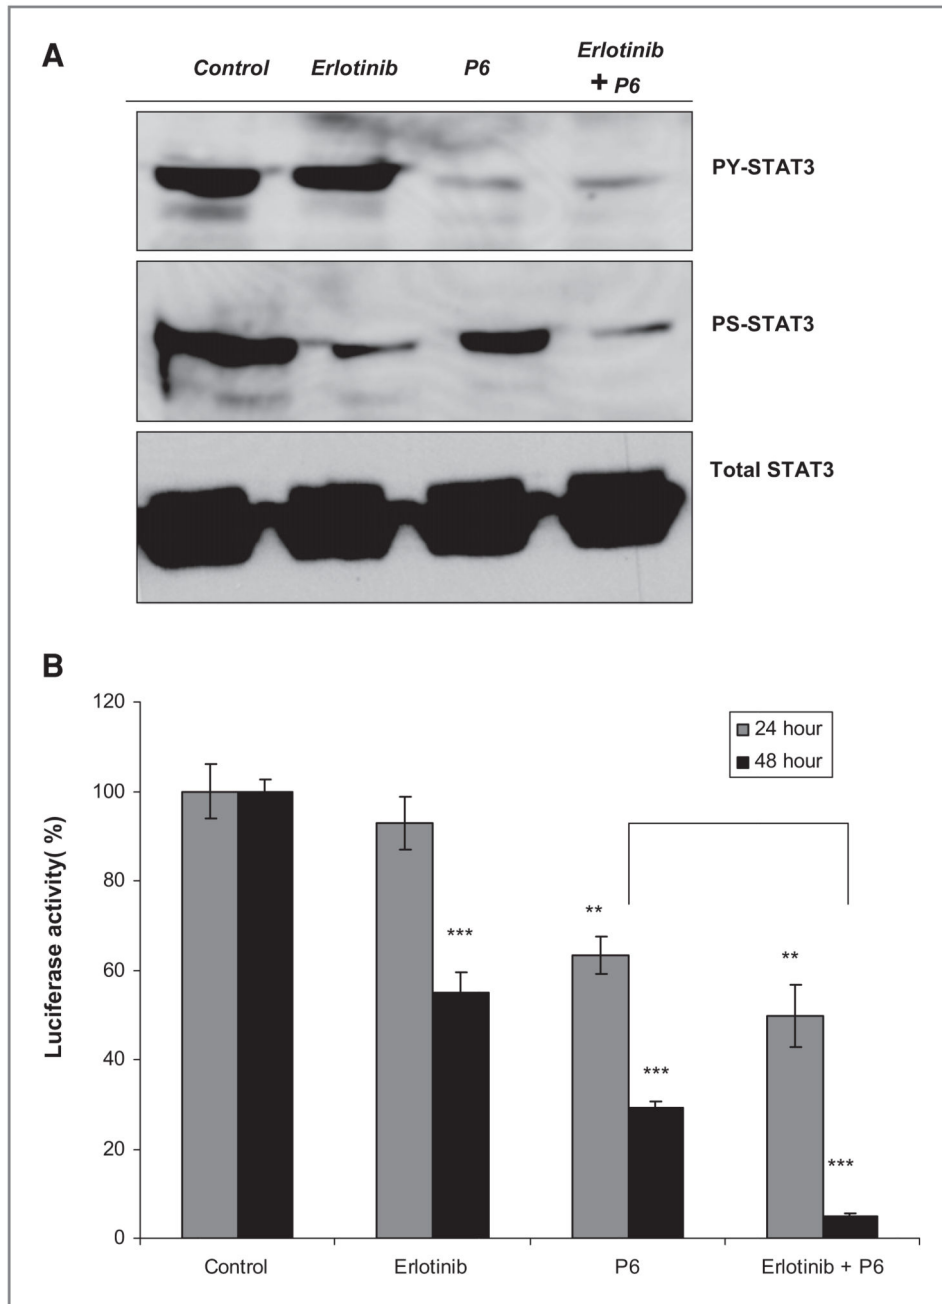 A
Control Erlotinib P6 Erlotinib
+ P6
PY-STAT3
PS-STAT3
Total STAT3
B
Luciferase activity( %)
120
100
80
60
40
20
0
24 hour
48 hour
***
**
***
**
***
Control Erlotinib P6 Erlotinib + P6